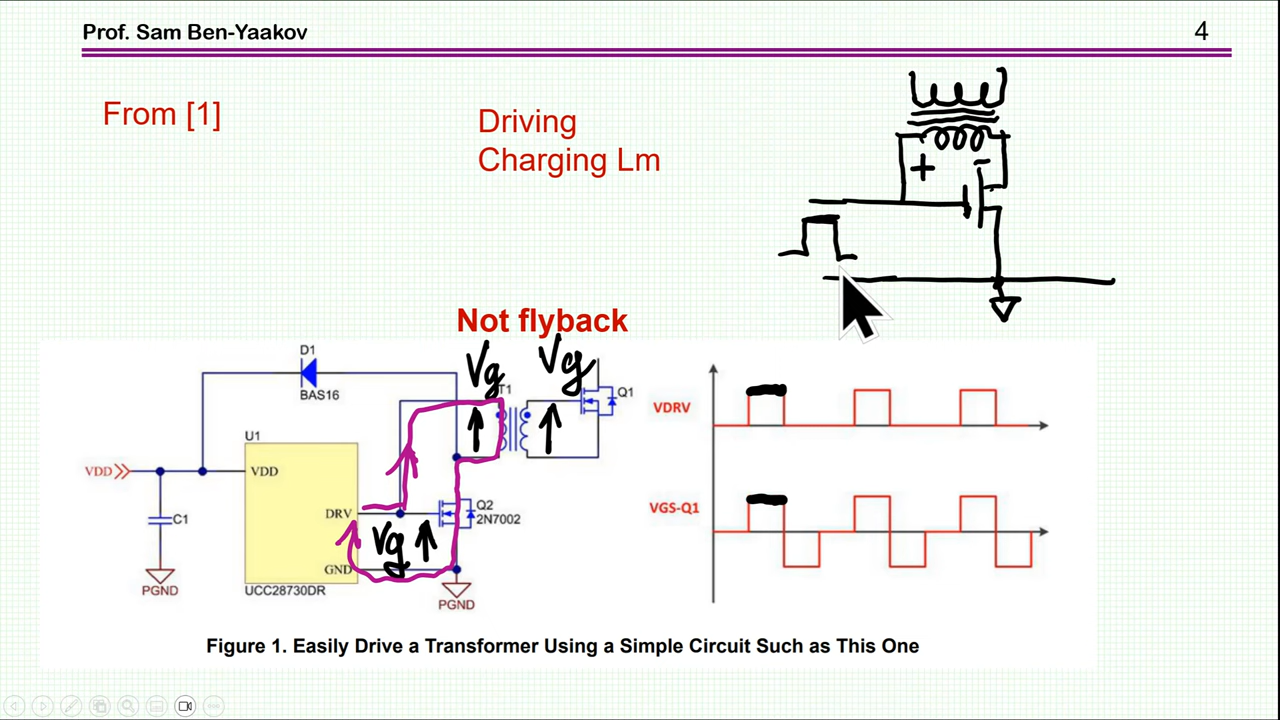 Prof. Sam Ben-Yaakov
4
From [1]
Driving
Charging Lm
+
-
Not flyback
Vg
Vg
D1
BAS16
T1
Q1
U1
VDD
VDD
DRV
GND
C1
Q2
2N7002
Vg
PGND
UCC28730DR
PGND
VDRV
VGS-Q1
Figure 1. Easily Drive a Transformer Using a Simple Circuit Such as This One